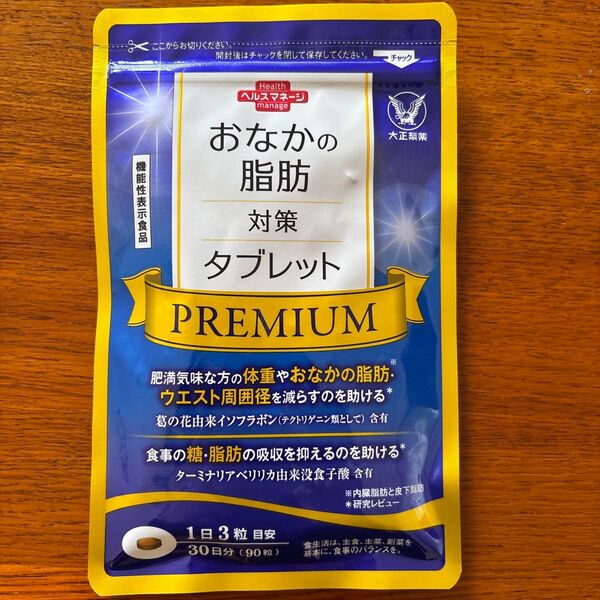 ここからお切りください。
開封後はチャックを閉じて保存してください。
チャック
Health
ヘルスマネージ
manage
大正製薬
機能性表示食品
おなかの
脂肪
対策
タブレット
PREMIUM
肥満気味な方の体重やおなかの脂肪※・
ウエスト周囲径を減らすのを助ける*
葛の花由来イソフラボン(テクトリゲニン類として)含有
食事の糖・脂肪の吸収を抑えるのを助ける*
ターミナリアベリリカ由来没食子酸 含有
※内臓脂肪と皮下脂肪
*研究レビュー
1日3粒 目安
30日分(90粒)
食生活は、主食、主菜、副菜を
基本に、食事のバランスを。